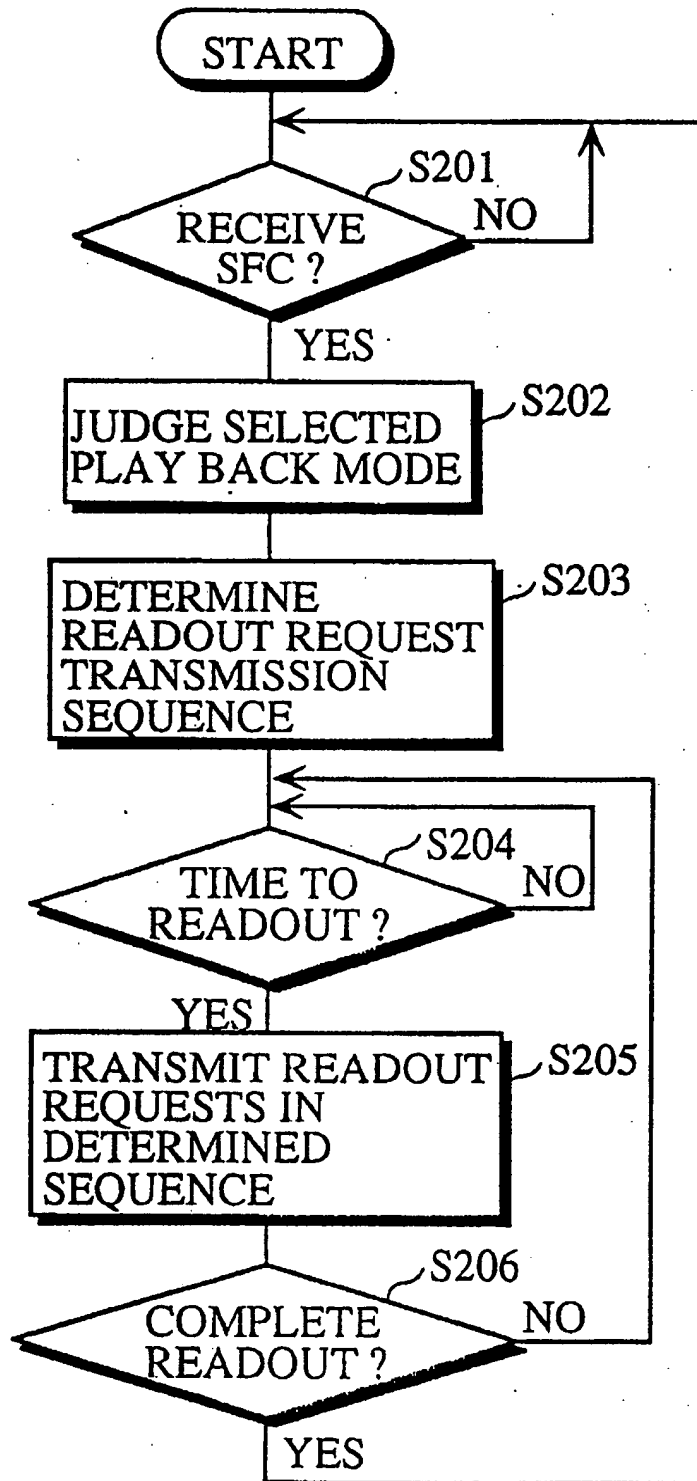 START
S201
RECEIVE
SFC ?
NO
YES
S202
JUDGE SELECTED
PLAY BACK MODE
S203
DETERMINE
READOUT REQUEST
TRANSMISSION
SEQUENCE
S204
TIME TO
READOUT ?
NO
YES
S205
TRANSMIT READOUT
REQUESTS IN
DETERMINED
SEQUENCE
S206
COMPLETE
READOUT ?
NO
YES